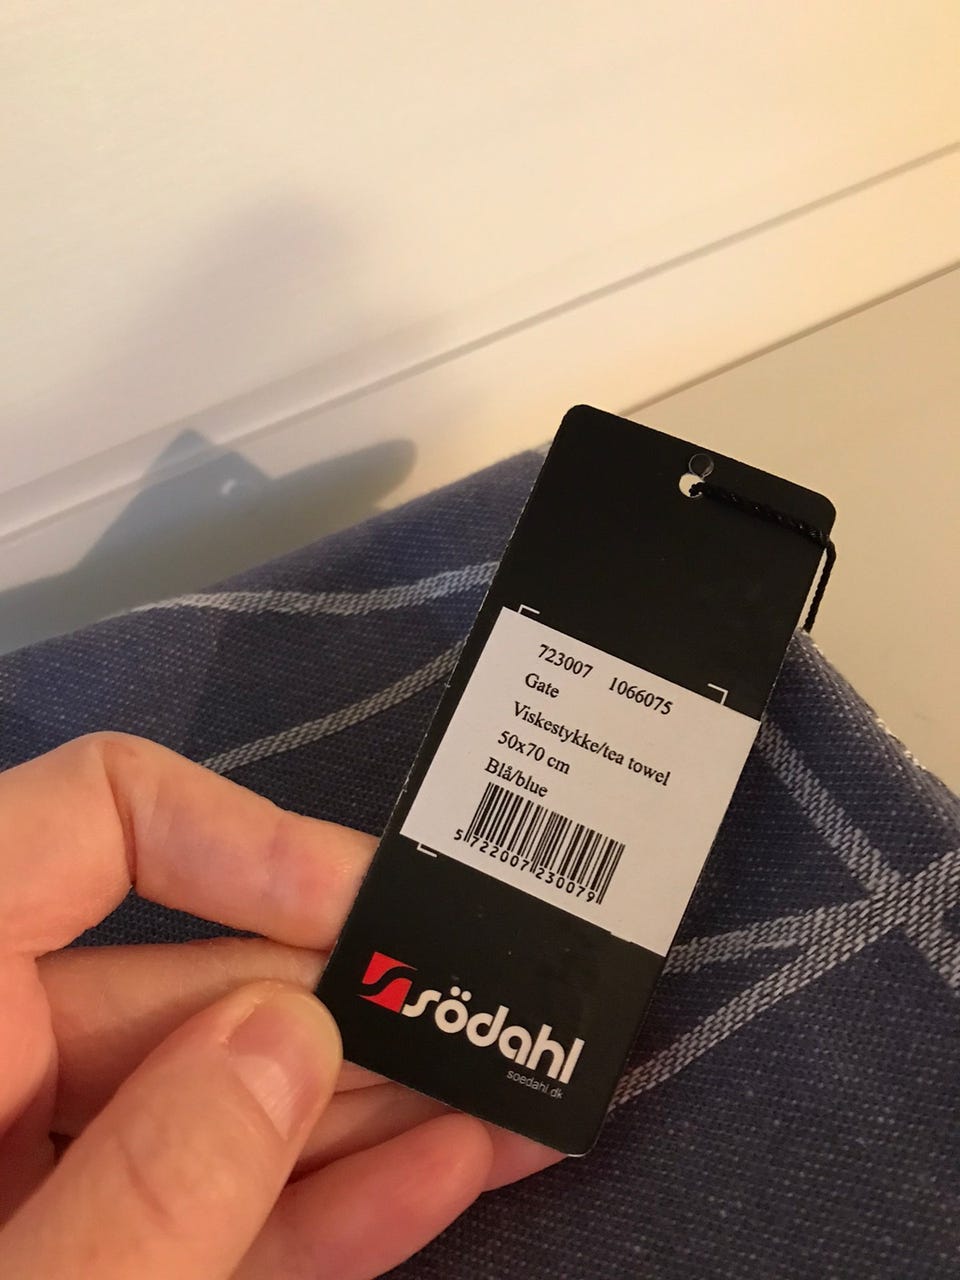 723007 1066075
Gate
Viskestykke/tea towel
50x70 cm
Blå/blue
5 722007 230079
södahl
soedahl.dk